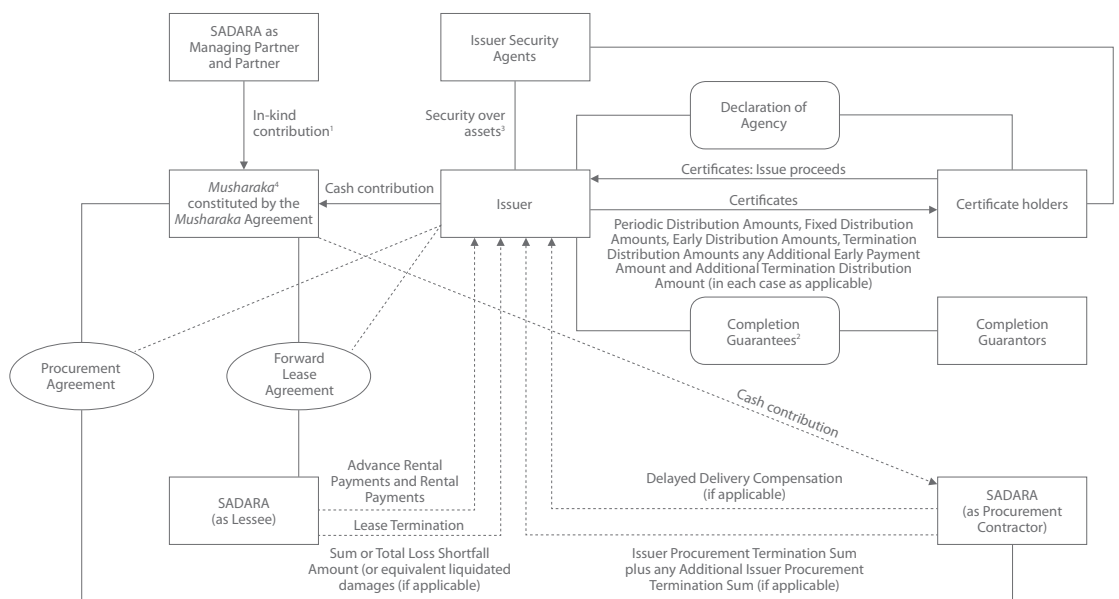 SADARA as
Managing Partner
and Partner
Issuer Security
Agents
In-kind
contribution¹
Security over
assets³
Declaration of
Agency
Certificates: Issue proceeds
Musharaka⁴
constituted by the
Musharaka Agreement
Cash contribution
Issuer
Certificates
Certificate holders
Periodic Distribution Amounts, Fixed Distribution
Amounts, Early Distribution Amounts, Termination
Distribution Amounts any Additional Early Payment
Amount and Additional Termination Distribution
Amount (in each case as applicable)
Completion
Guarantees²
Completion
Guarantors
Procurement
Agreement
Forward
Lease
Agreement
Cash contribution
Advance Rental
Payments and Rental
Payments
Delayed Delivery Compensation
(if applicable)
SADARA
(as Lessee)
SADARA
(as Procurement
Contractor)
Lease Termination
Sum or Total Loss Shortfall
Amount (or equivalent liquidated
damages (if applicable)
Issuer Procurement Termination Sum
plus any Additional Issuer Procurement
Termination Sum (if applicable)